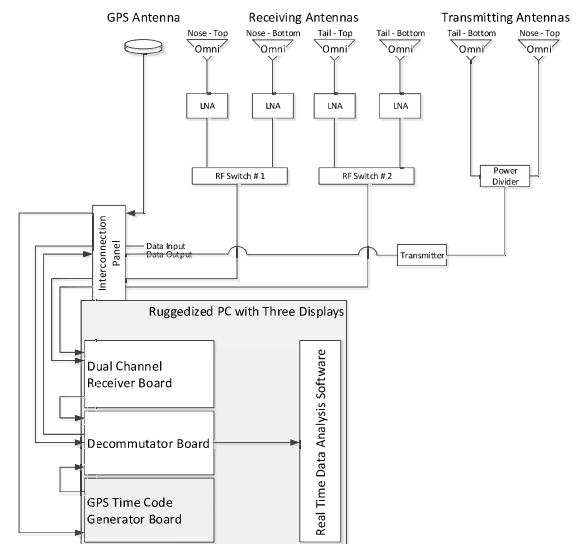 GPS Antenna
Receiving Antennas
Transmitting Antennas
Nose - Top
Nose - Bottom
Tail - Top
Tail - Bottom
Tail - Bottom
Nose - Top
Omni
Omni
Omni
Omni
Omni
Omni
LNA
LNA
LNA
LNA
RF Switch # 1
RF Switch # 2
Power
Divider
Interconnection
Panel
Data Input
Data Output
Transmitter
Ruggedized PC with Three Displays
Dual Channel
Receiver Board
Decommutator Board
GPS Time Code
Generator Board
Real Time Data Analysis Software